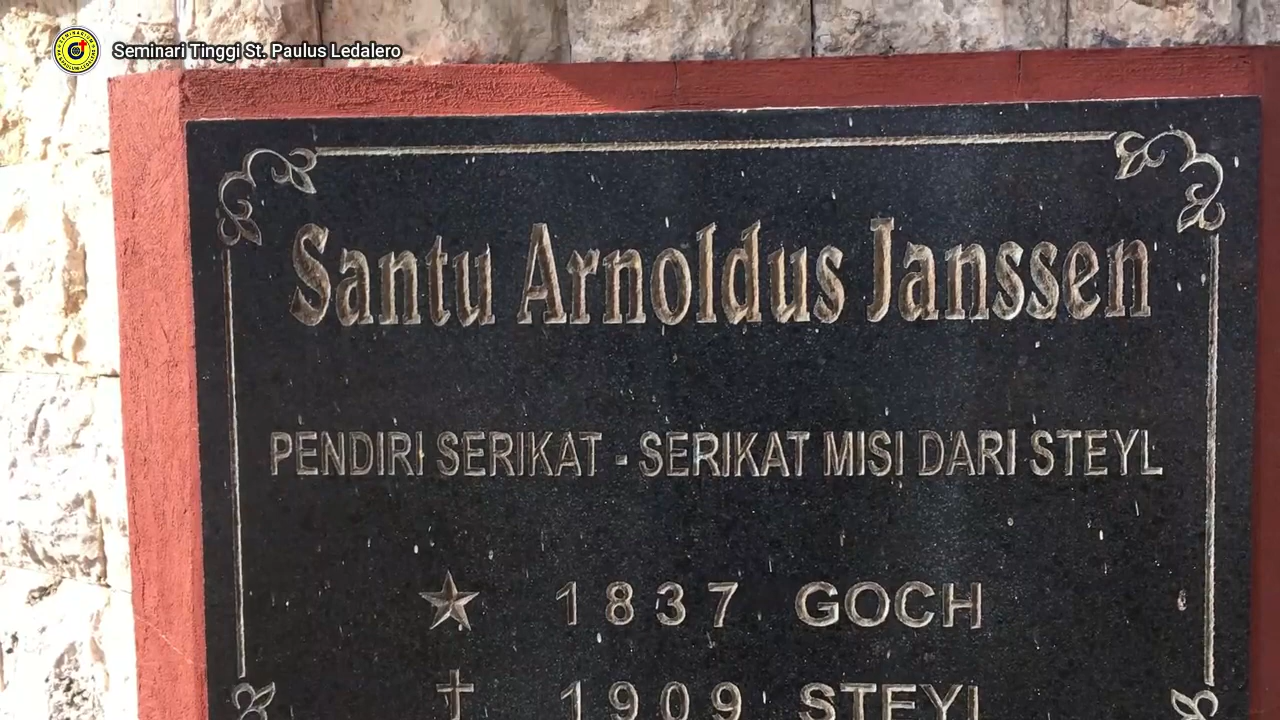 Seminari Tinggi St. Paulus Ledalero
Santu Arnoldus Janssen
PENDIRI SERIKAT - SERIKAT MISI DARI STEYL
★ 1837 GOCH
† 1909 STEYL